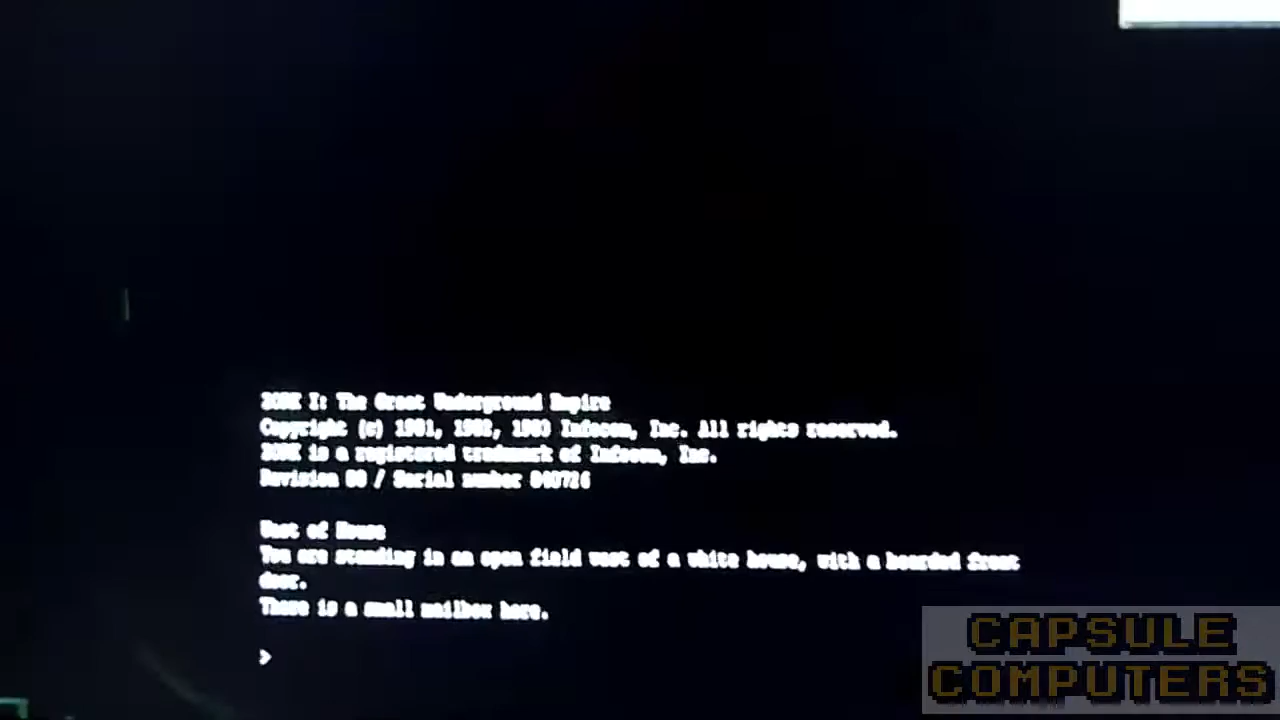 ZORK I: The Great Underground Empire
Copyright (c) 1981, 1982, 1983 Infocom, Inc. All rights reserved.
ZORK is a registered trademark of Infocom, Inc.
Revision 88 / Serial number 840726
West of House
You are standing in an open field west of a white house, with a boarded front
door.
There is a small mailbox here.
>
CAPSULE
COMPUTERS